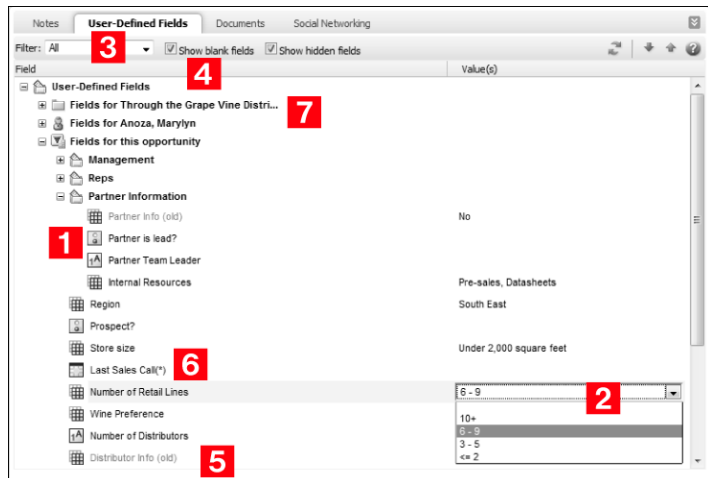 Notes User-Defined Fields Documents Social Networking
Filter: All 3 Show blank fields Show hidden fields
4
Field Value(s)
User-Defined Fields
Fields for Through the Grape Vine Distri... 7
Fields for Anoza, Marylyn
Fields for this opportunity
Management
Reps
Partner Information
Partner Info (old) No
1 Partner is lead?
Partner Team Leader
Internal Resources Pre-sales, Datasheets
Region South East
Prospect?
Store size Under 2,000 square feet
Last Sales Call(*) 6
Number of Retail Lines 6 - 9 2
Wine Preference 10+
Number of Distributors 6 - 9
3 - 5
Distributor Info (old) 5 <= 2